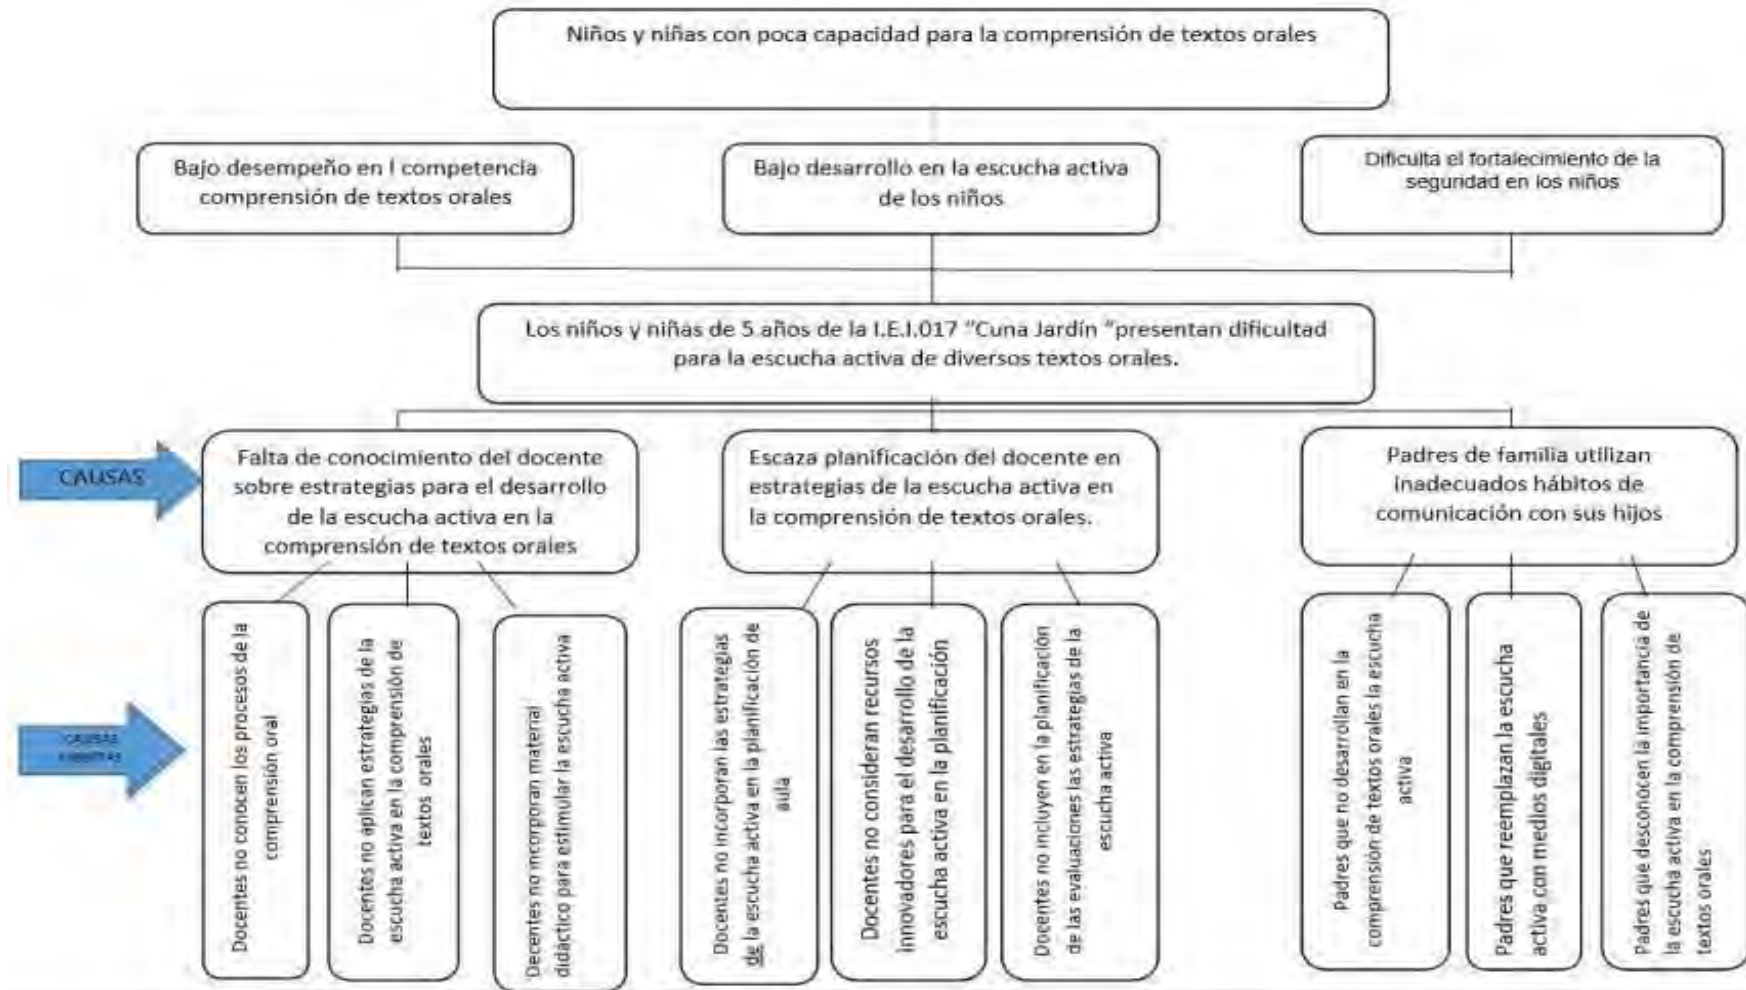 Niños y niñas con poca capacidad para la comprensión de textos orales
Bajo desempeño en l competencia
comprensión de textos orales
Bajo desarrollo en la escucha activa
de los niños
Dificulta el fortalecimiento de la
seguridad en los niños
Los niños y niñas de 5 años de la I.E.I.017 "Cuna Jardín "presentan dificultad
para la escucha activa de diversos textos orales.
CAUSAS
Falta de conocimiento del docente
sobre estrategias para el desarrollo
de la escucha activa en la
comprensión de textos orales
Escaza planificación del docente en
estrategias de la escucha activa en
la comprensión de textos orales.
Padres de familia utilizan
inadecuados hábitos de
comunicación con sus hijos
CAUSAS
Docentes no conocen los procesos de la
comprensión oral
Docentes no aplican estrategias de la
escucha activa en la comprensión de
textos orales
Decentes no incorporan material
didáctico para estimular la escucha activa
Docentes no incorporan las estrategias
de la escucha activa en la planificación de
aula
Docentes no consideran recursos
innovadores para el desarrollo de la
escucha activa en la planificación
Docentes no incluyen en la planificación
de las evaluaciones las estrategias de la
escucha activa
Padres que no desarrollan en la
comprensión de textos orales la escucha
activa
Padres que reemplazan la escucha
activa con medios digitales
Padres que desconocen la importancia de
la escucha activa en la comprensión de
textos orales